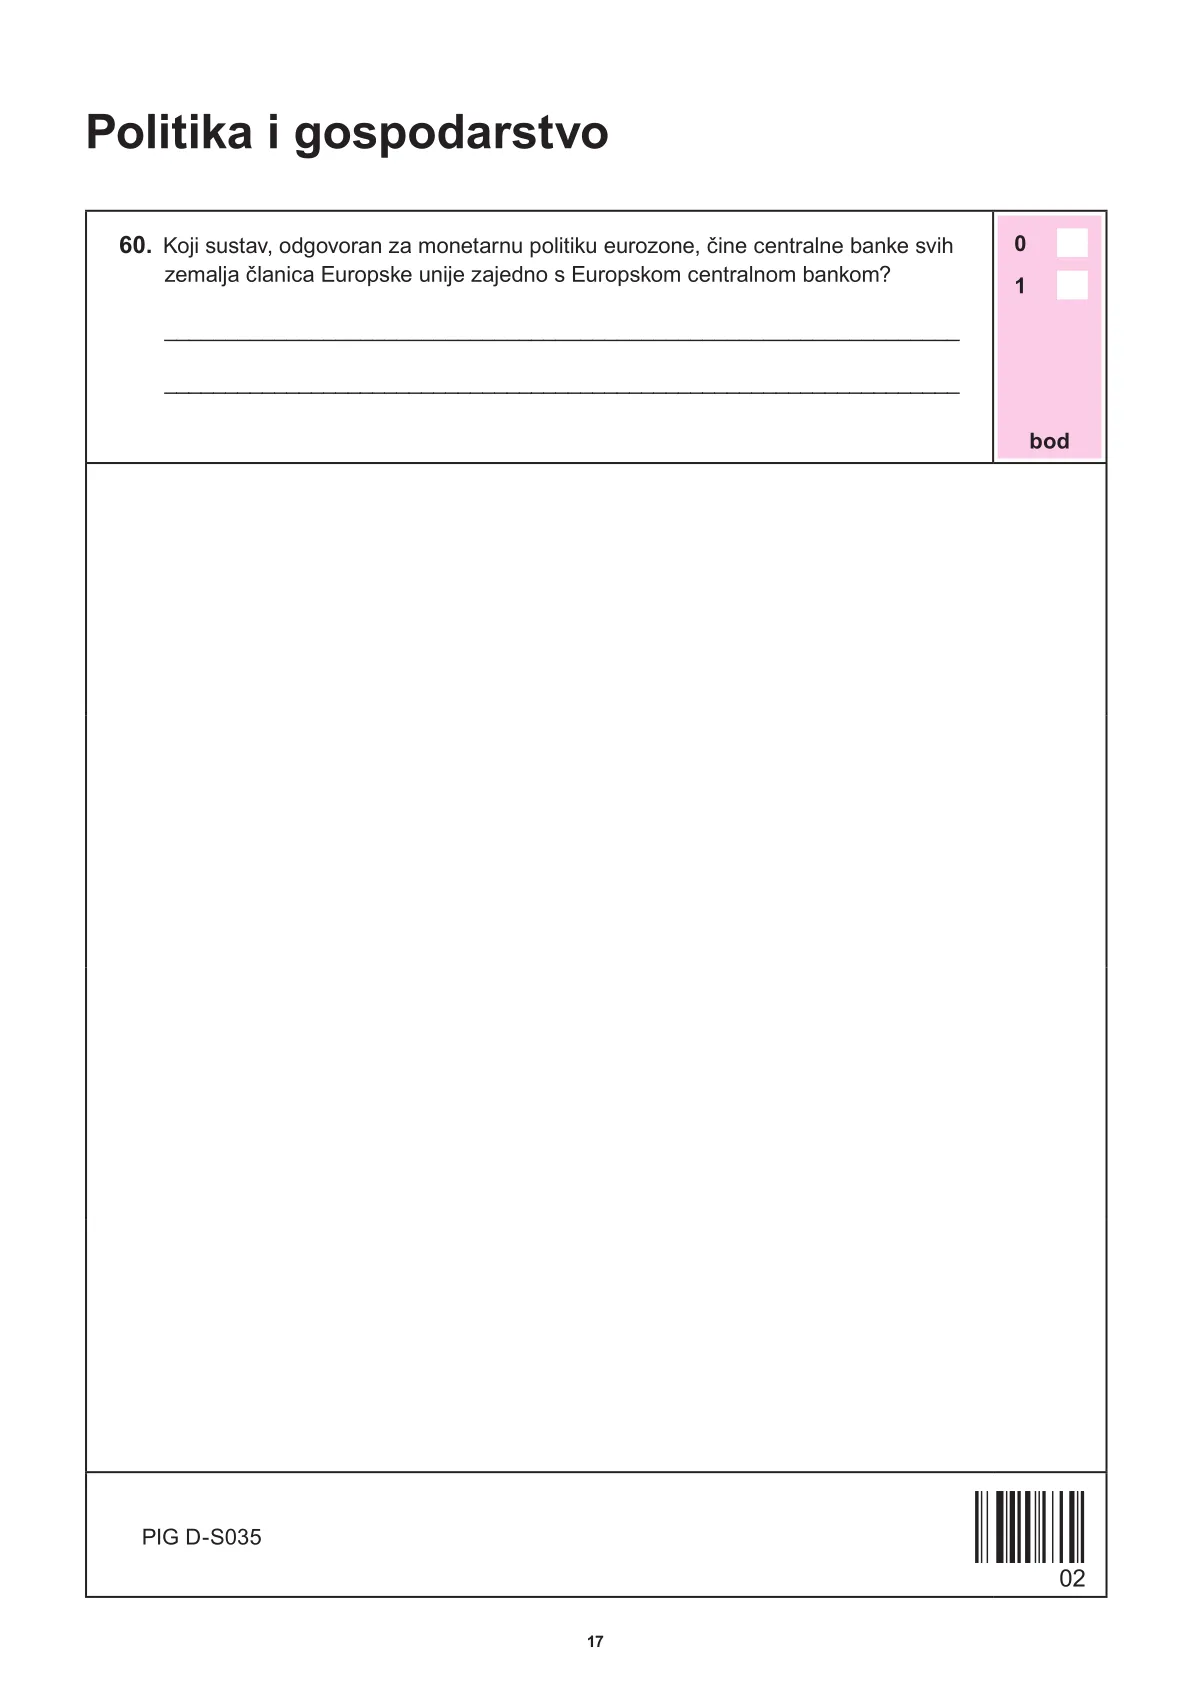 Politika i gospodarstvo
60. Koji sustav, odgovoran za monetarnu politiku eurozone, čine centralne banke svih
zemalja članica Europske unije zajedno s Europskom centralnom bankom?
0
1
bod
PIG D-S035
02
17